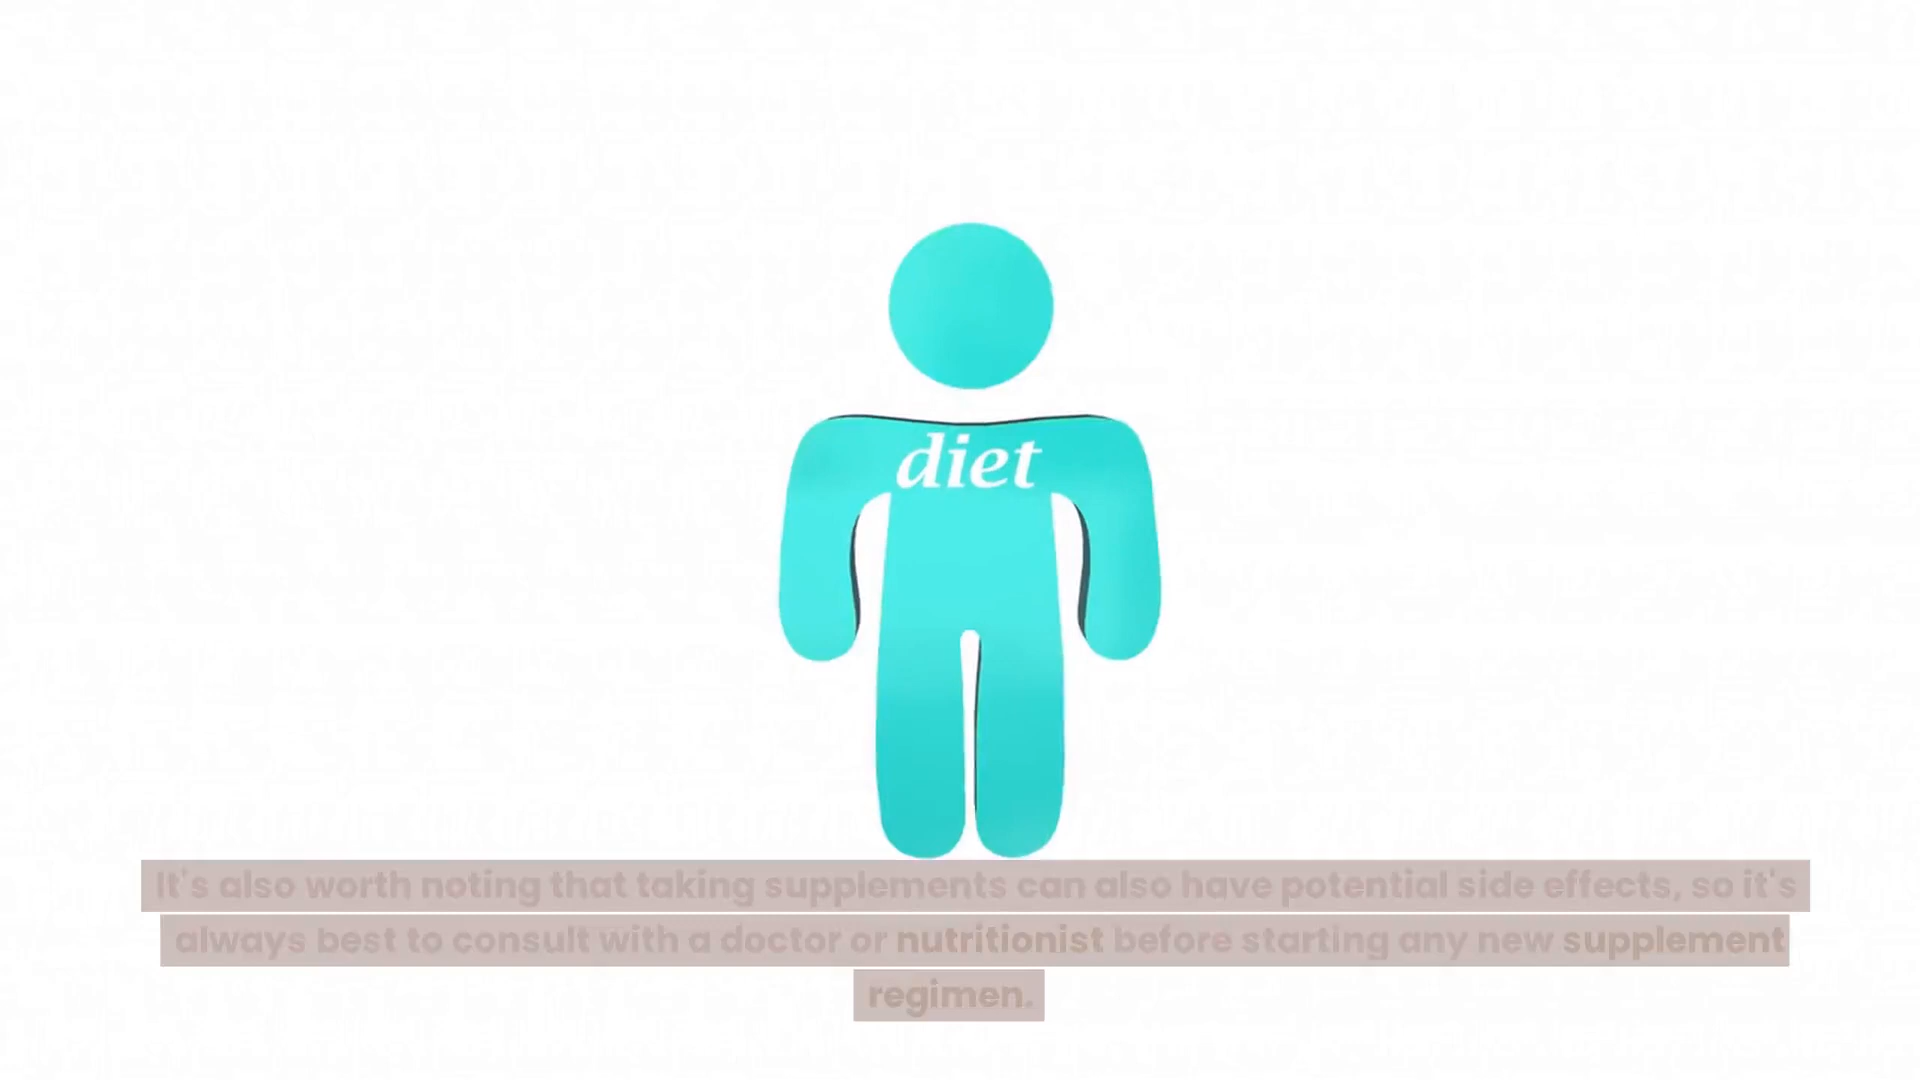 diet
It's also worth noting that taking supplements can also have potential side effects, so it's
always best to consult with a doctor or nutritionist before starting any new supplement
regimen.